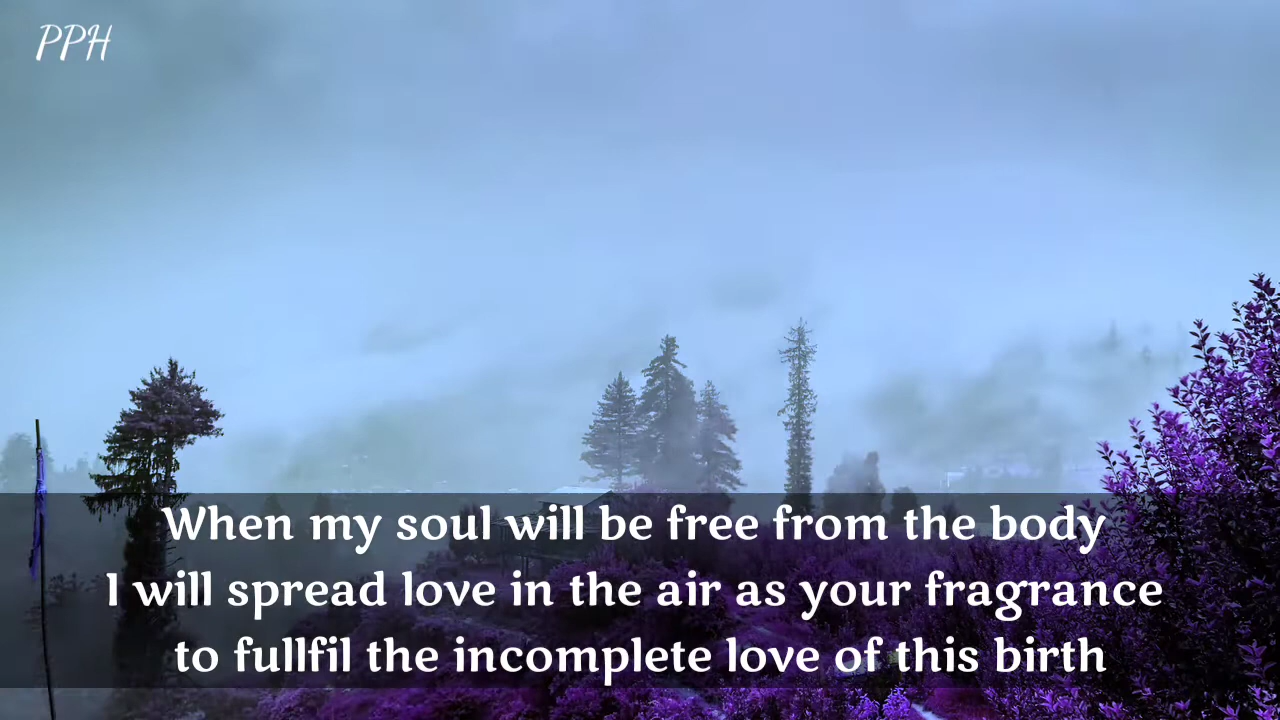 PPH
When my soul will be free from the body
I will spread love in the air as your fragrance
to fullfil the incomplete love of this birth